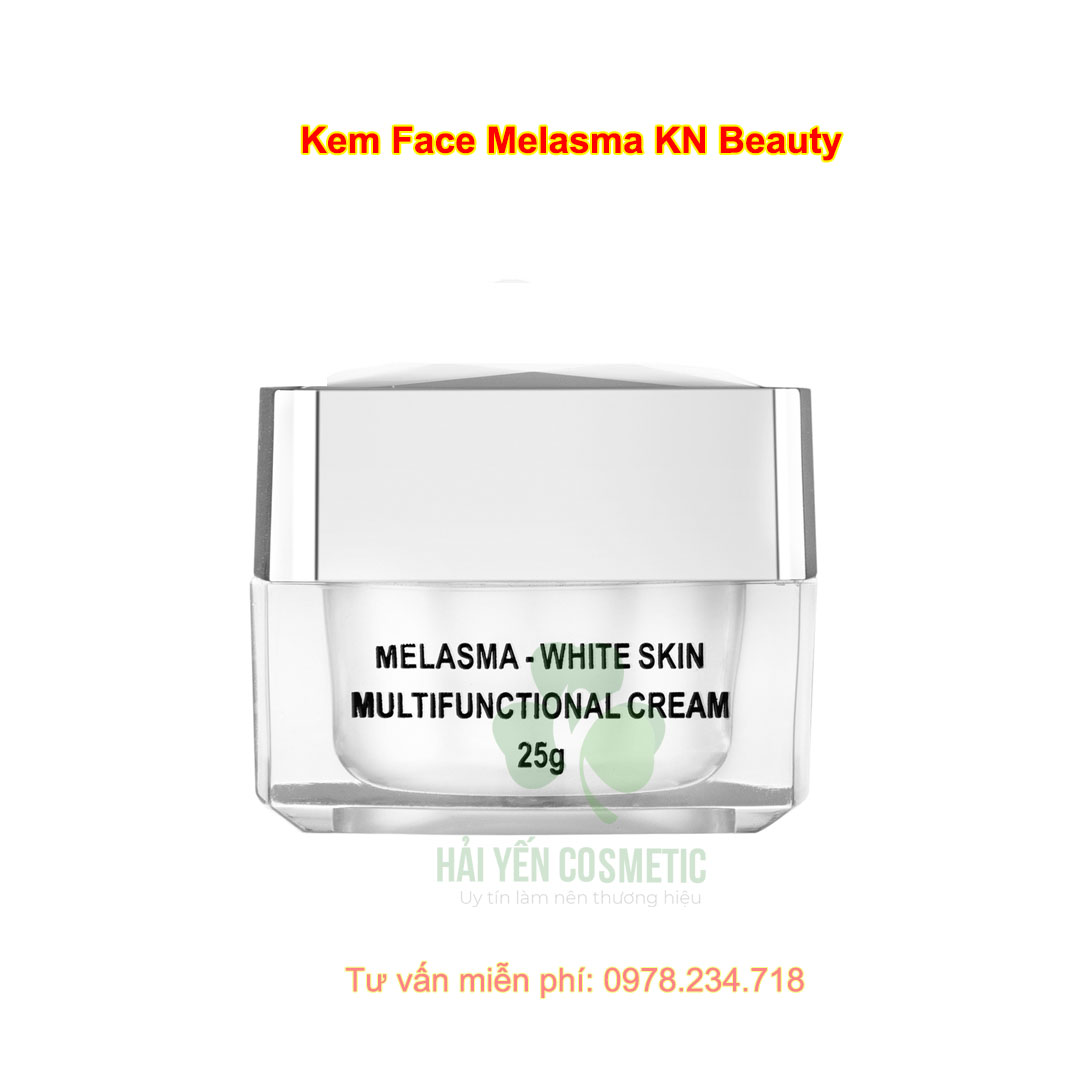 Kem Face Melasma KN Beauty
MELASMA - WHITE SKIN
MULTIFUNCTIONAL CREAM
25g
HẢI YẾN COSMETIC
Uy tín làm nên thương hiệu
Tư vấn miễn phí: 0978.234.718